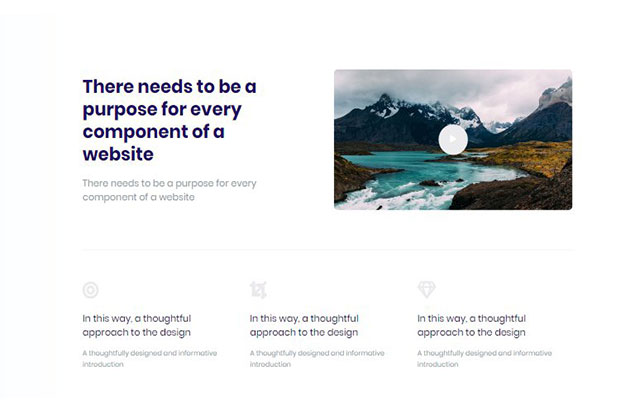 There needs to be a
purpose for every
component of a
website
There needs to be a purpose for every
component of a website
In this way, a thoughtful
approach to the design
A thoughtfully designed and informative
introduction
In this way, a thoughtful
approach to the design
A thoughtfully designed and informative
introduction
In this way, a thoughtful
approach to the design
A thoughtfully designed and informative
introduction